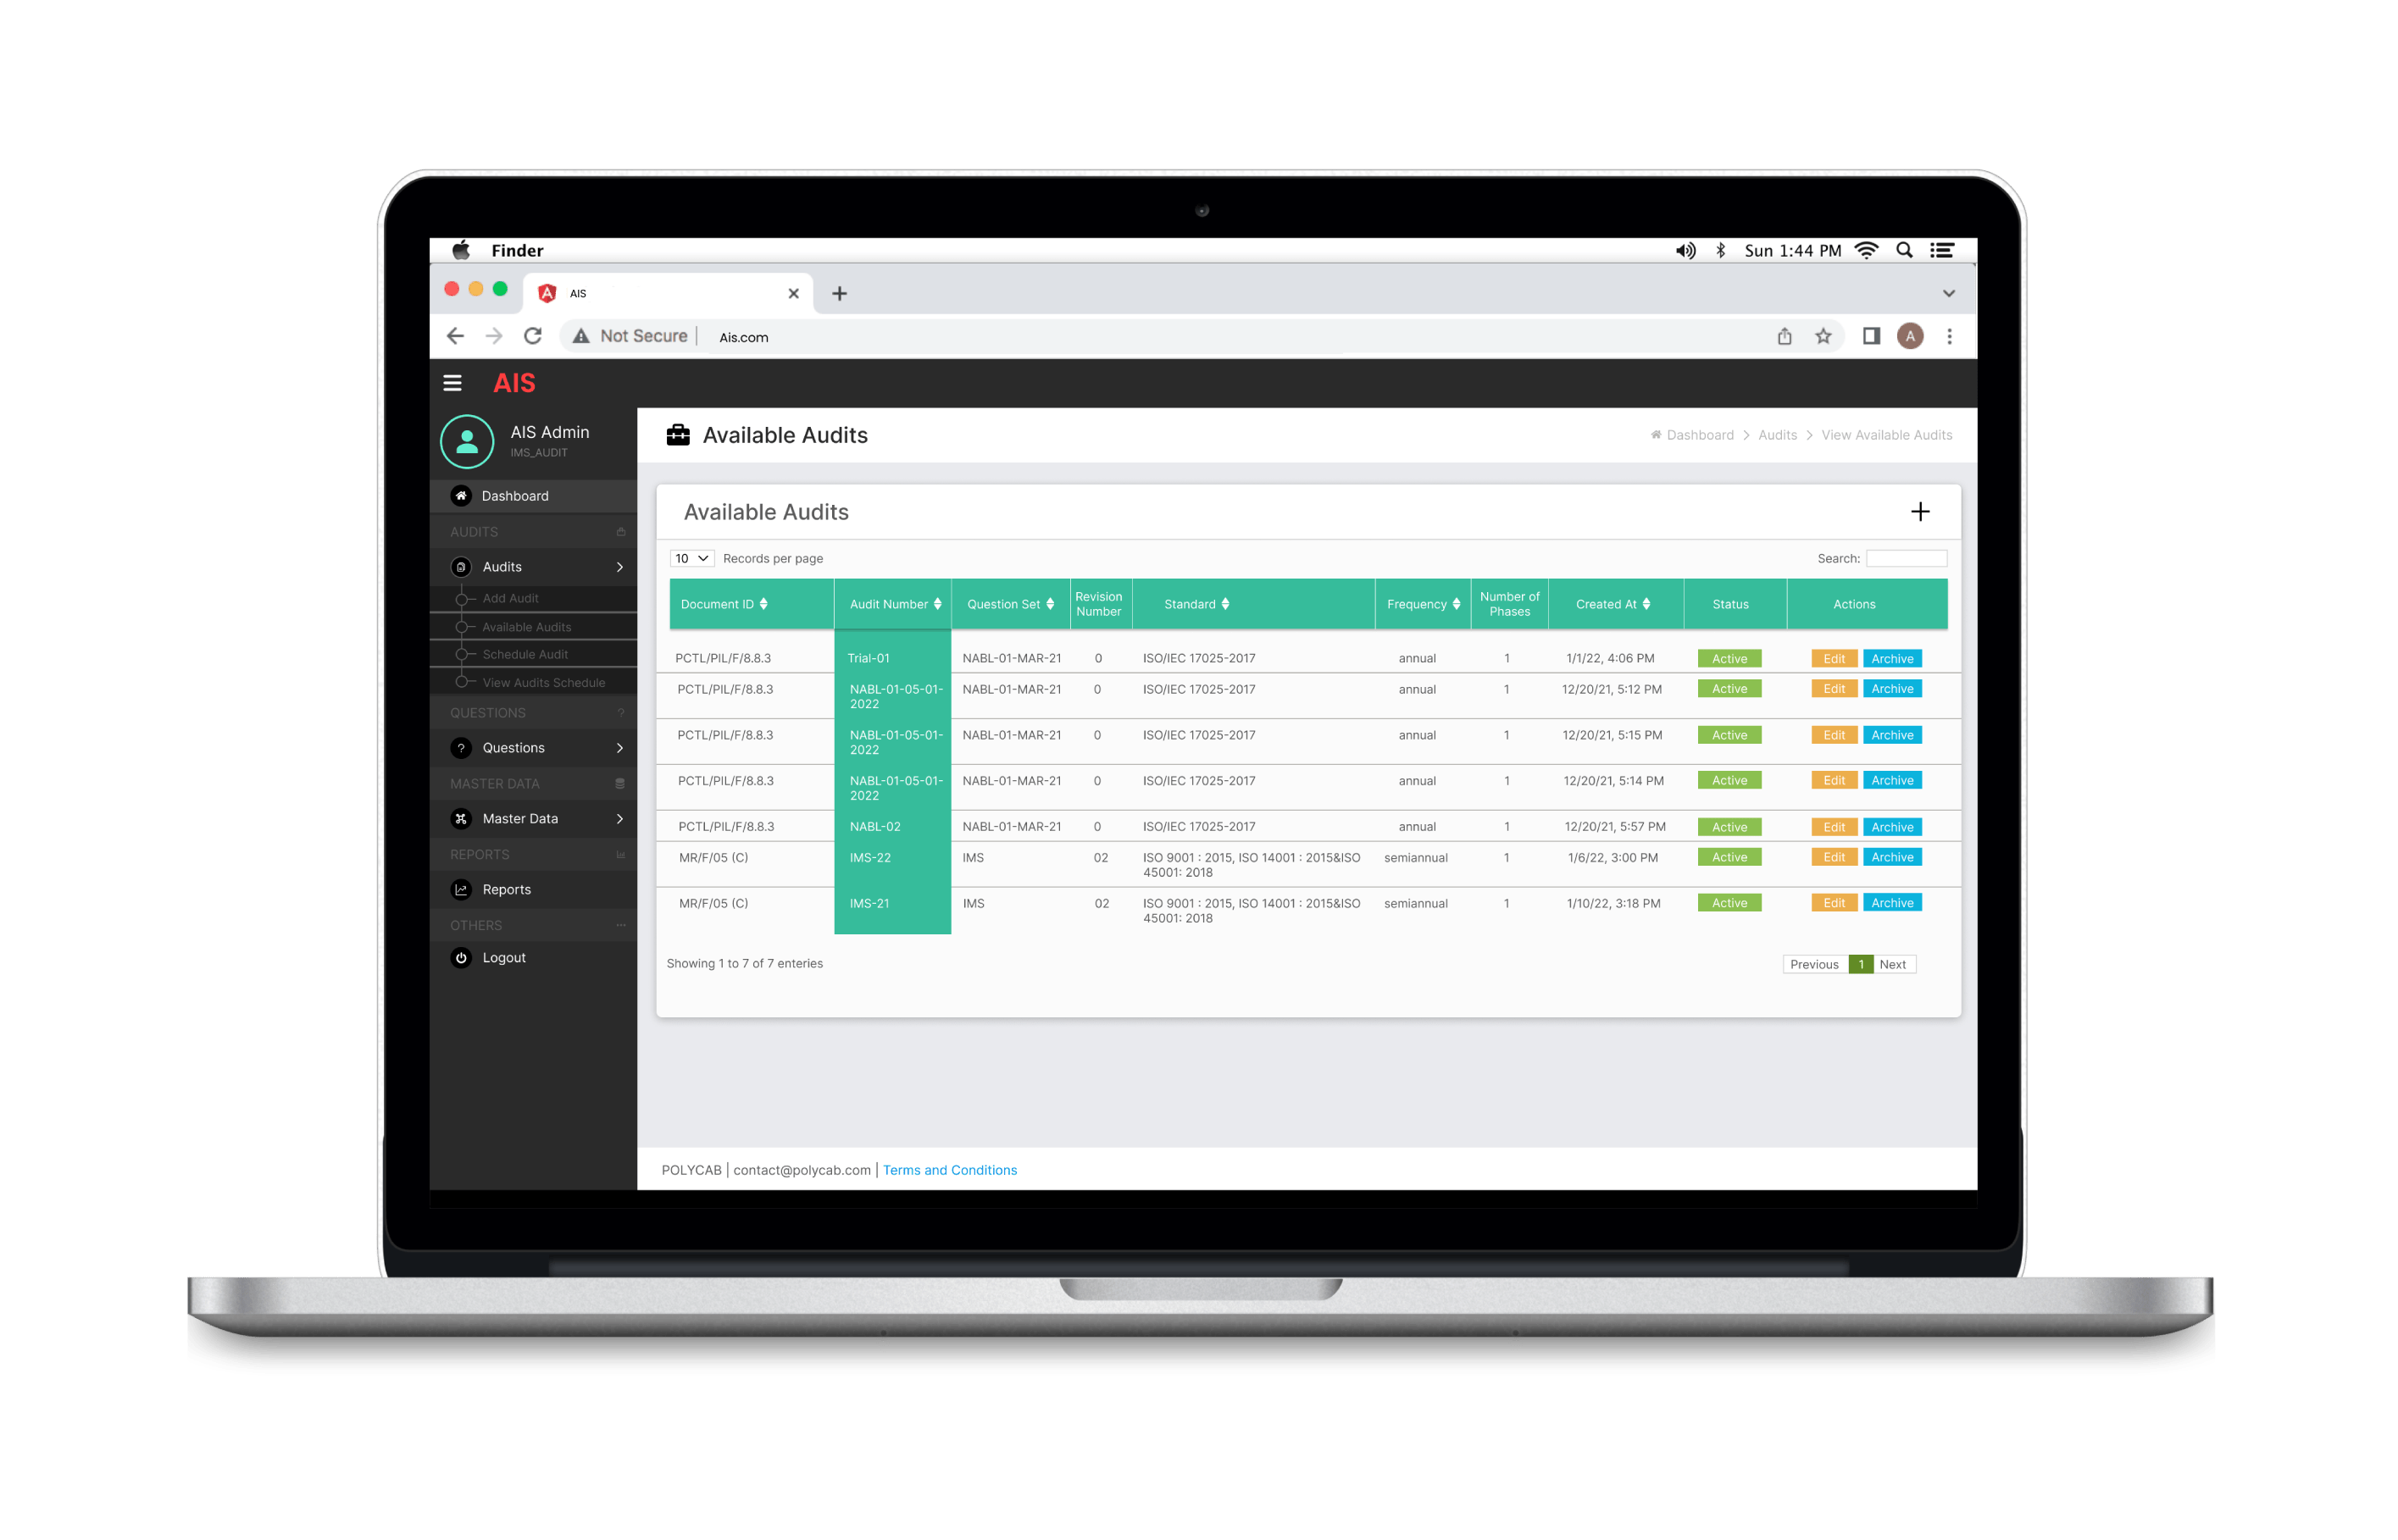 Finder
Sun 1:44 PM
AIS
Not Secure | Ais.com
A
AIS
AIS Admin
IMS_AUDIT
Dashboard
AUDITS
Audits
Add Audit
Available Audits
Schedule Audit
View Audits Schedule
QUESTIONS
?
? Questions
MASTER DATA
Master Data
REPORTS
Reports
OTHERS
Logout
Available Audits
Dashboard > Audits > View Available Audits
Available Audits
10 Records per page
Search:
Document ID Audit Number Question Set Revision Number Standard Frequency Number of Phases Created At Status Actions
PCTL/PIL/F/8.8.3 Trial-01 NABL-01-MAR-21 0 ISO/IEC 17025-2017 annual 1 1/1/22, 4:06 PM Active Edit Archive
PCTL/PIL/F/8.8.3 NABL-01-05-01- NABL-01-MAR-21 0 ISO/IEC 17025-2017 annual 1 12/20/21, 5:12 PM Active Edit Archive
2022
PCTL/PIL/F/8.8.3 NABL-01-05-01- NABL-01-MAR-21 0 ISO/IEC 17025-2017 annual 1 12/20/21, 5:15 PM Active Edit Archive
2022
PCTL/PIL/F/8.8.3 NABL-01-05-01- NABL-01-MAR-21 0 ISO/IEC 17025-2017 annual 1 12/20/21, 5:14 PM Active Edit Archive
2022
PCTL/PIL/F/8.8.3 NABL-02 NABL-01-MAR-21 0 ISO/IEC 17025-2017 annual 1 12/20/21, 5:57 PM Active Edit Archive
MR/F/05 (C) IMS-22 IMS 02 ISO 9001 : 2015, ISO 14001 : 2015&ISO semiannual 1 1/6/22, 3:00 PM Active Edit Archive
45001: 2018
MR/F/05 (C) IMS-21 IMS 02 ISO 9001 : 2015, ISO 14001 : 2015&ISO semiannual 1 1/10/22, 3:18 PM Active Edit Archive
45001: 2018
Showing 1 to 7 of 7 enteries
Previous 1 Next
POLYCAB | contact@polycab.com | Terms and Conditions